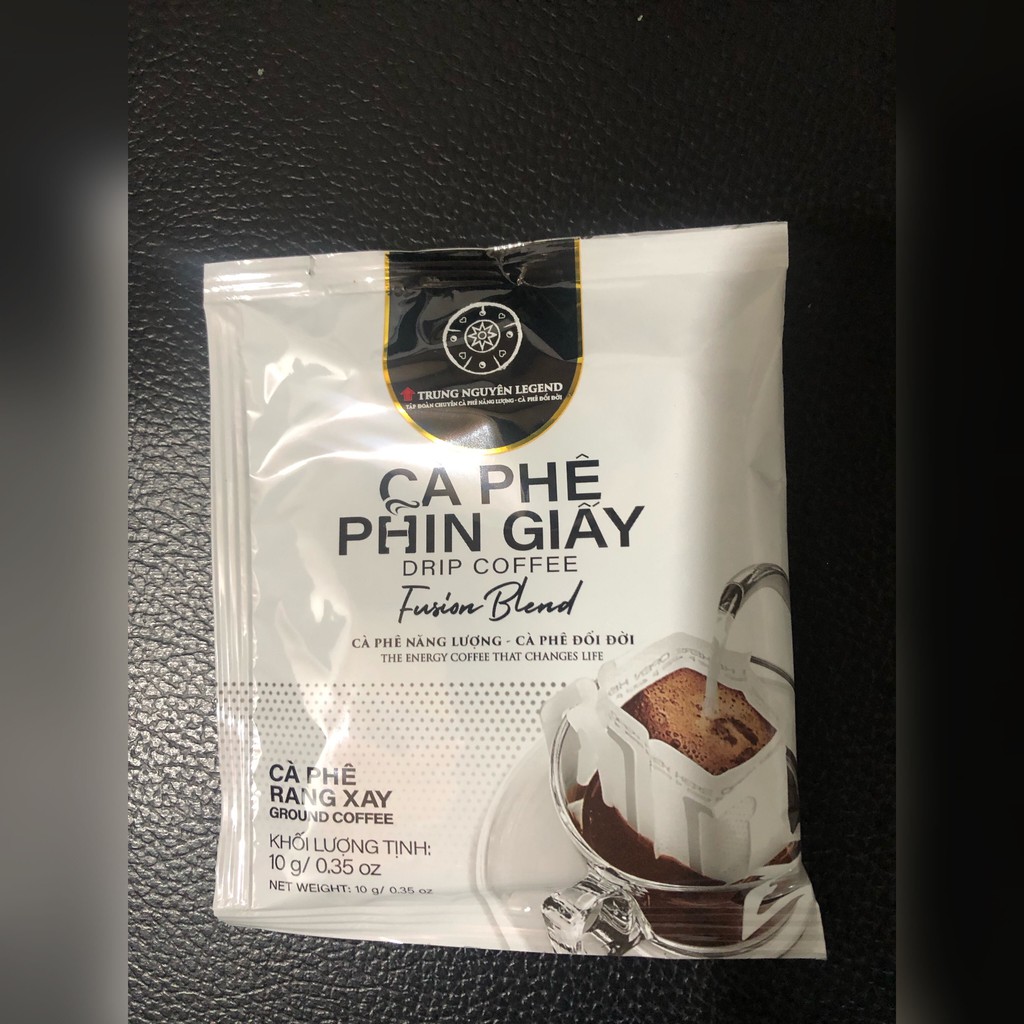 TRUNG NGUYÊN LEGEND
TẬP ĐOÀN CHUYÊN CÀ PHÊ NĂNG LƯỢNG - CÀ PHÊ ĐỔI ĐỜI
CÀ PHÊ
PHIN GIẤY
DRIP COFFEE
Fusion Blend
CÀ PHÊ NĂNG LƯỢNG - CÀ PHÊ ĐỔI ĐỜI
THE ENERGY COFFEE THAT CHANGES LIFE
CÀ PHÊ
RANG XAY
GROUND COFFEE
KHỐI LƯỢNG TỊNH:
10 g/ 0.35 oz
NET WEIGHT: 10 g/ 0.35 oz